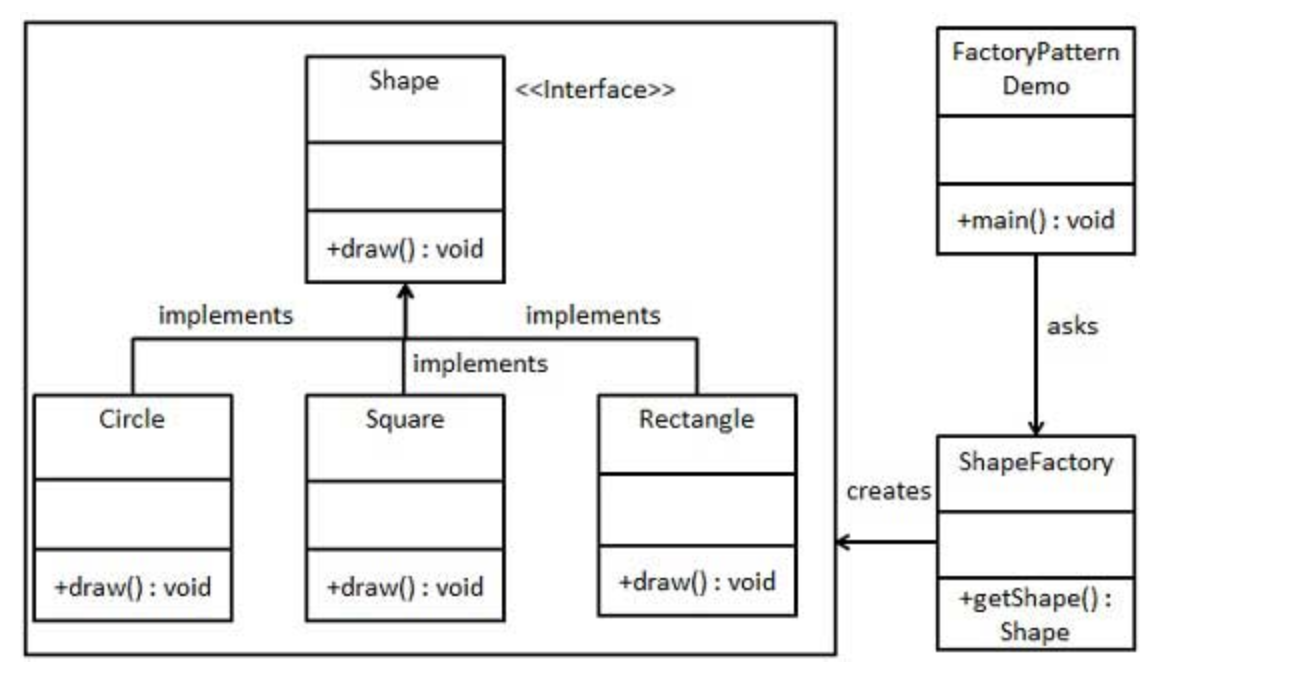 Shape
<<Interface>>
+draw() : void
implements
implements
implements
Circle
+draw() : void
Square
+draw() : void
Rectangle
+draw() : void
FactoryPattern
Demo
+main() : void
asks
ShapeFactory
+getShape() :
Shape
creates